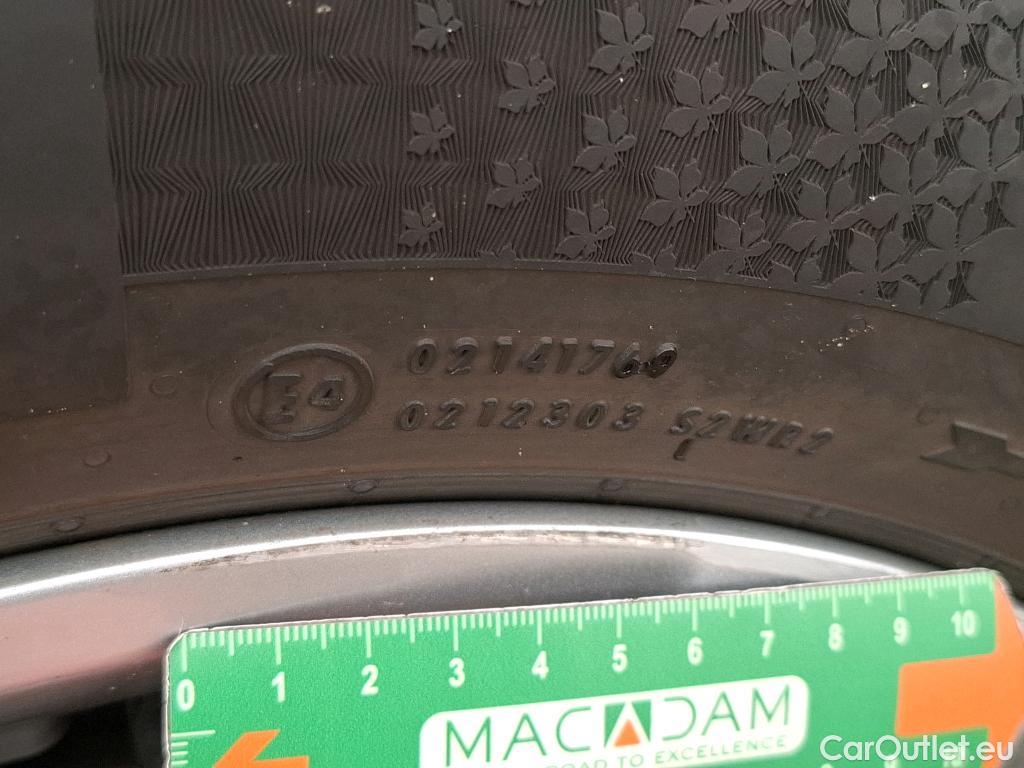 E4
02141760
0212303 S2WR2
0 1 2 3 4 5 6 7 8 9 10
MACADAM
ROAD TO EXCELLENCE
CarOutlet.eu